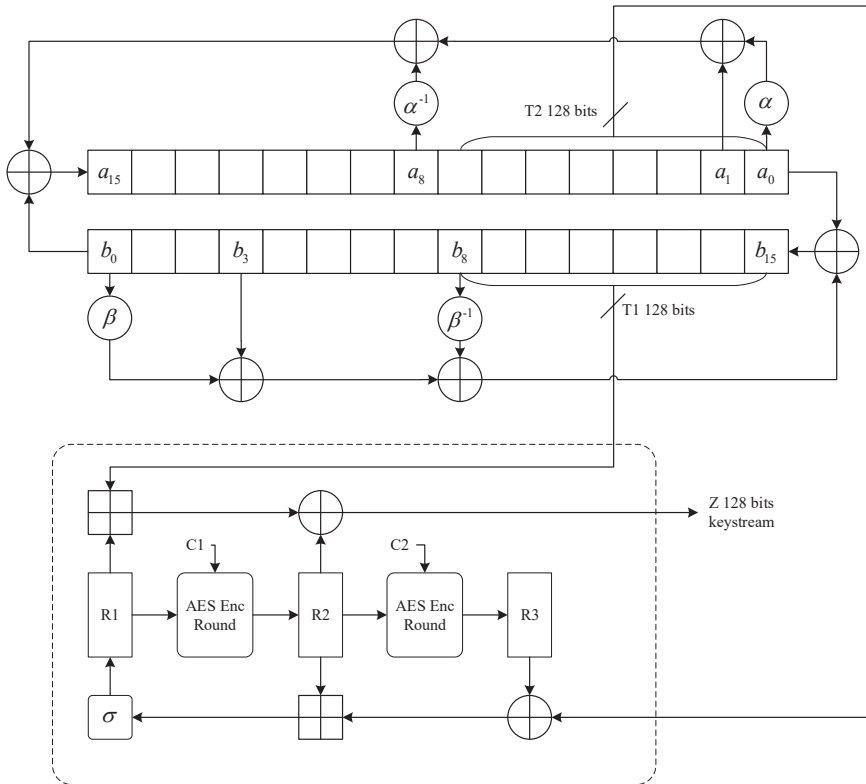 α⁻¹
α
T2 128 bits
a₁₅ a₈ a₁ a₀
b₀ b₃ b₈ b₁₅
β
β⁻¹
T1 128 bits
Z 128 bits
keystream
C1 C2
R1
AES Enc
Round
R2
AES Enc
Round
R3
σ